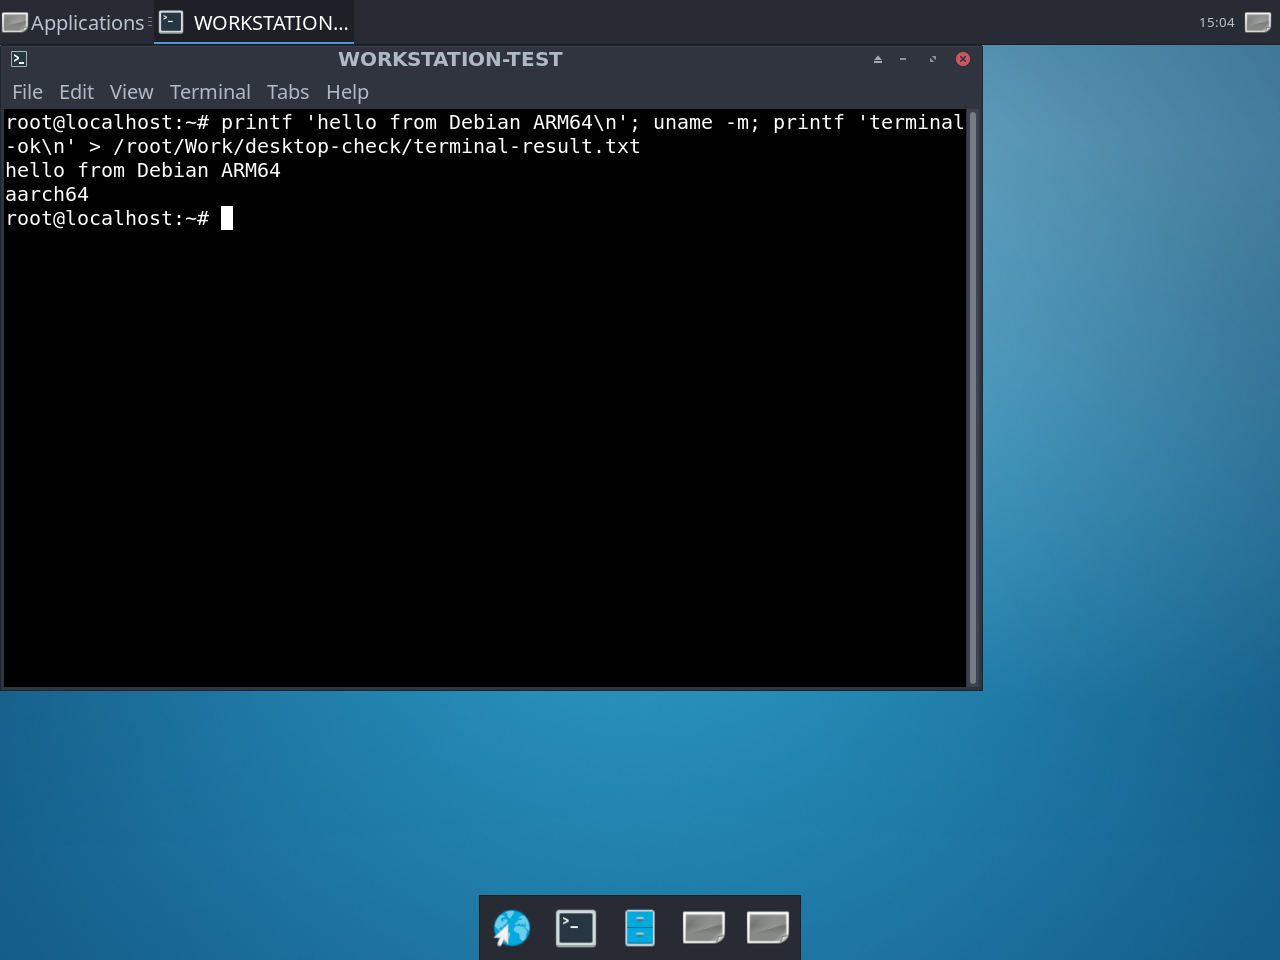 Applications
WORKSTATION...
15:04
WORKSTATION-TEST
File Edit View Terminal Tabs Help
root@localhost:~# printf 'hello from Debian ARM64\n'; uname -m; printf 'terminal
-ok\n' > /root/Work/desktop-check/terminal-result.txt
hello from Debian ARM64
aarch64
root@localhost:~#